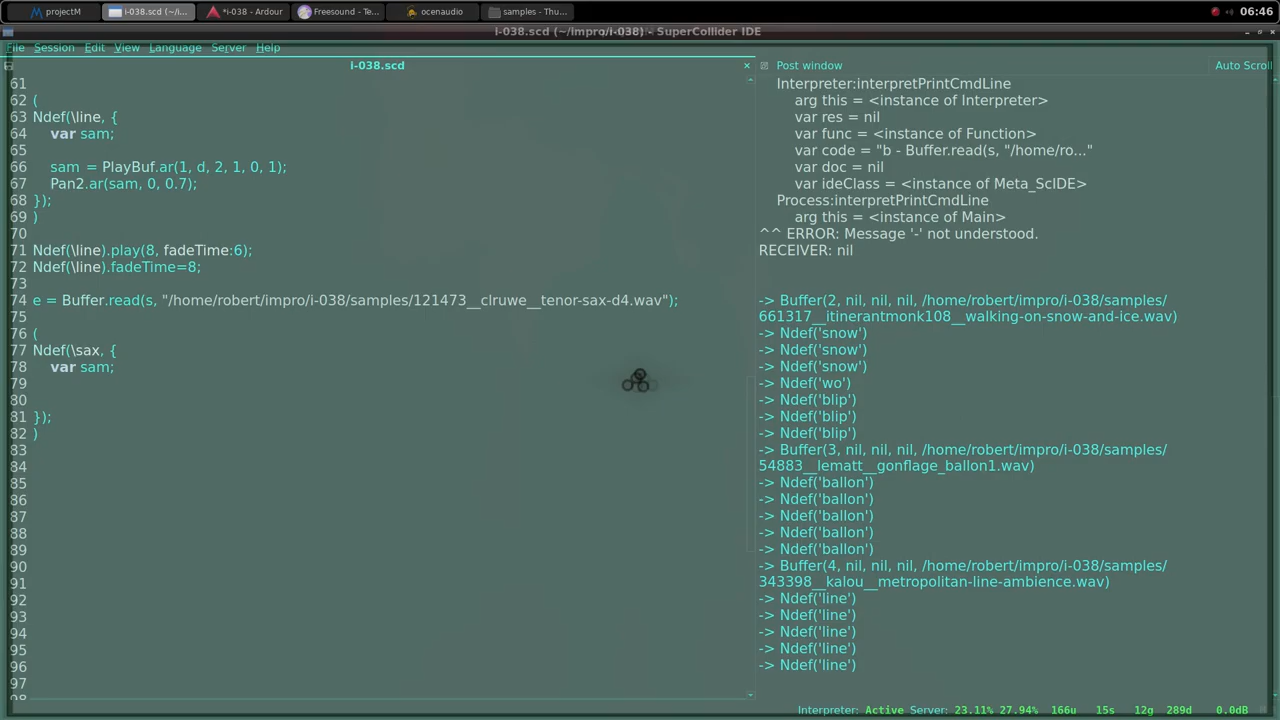 projectM
i-038.scd (~/i...
*i-038 - Ardour
Freesound - Te...
ocenaudio
samples - Thu...
06:46
i-038.scd (~/impro/i-038) - SuperCollider IDE
File Session Edit View Language Server Help
i-038.scd
61
62 (
63 Ndef(\line, {
64 var sam;
65
66 sam = PlayBuf.ar(1, d, 2, 1, 0, 1);
67 Pan2.ar(sam, 0, 0.7);
68 });
69 )
70
71 Ndef(\line).play(8, fadeTime:6);
72 Ndef(\line).fadeTime=8;
73
74 e = Buffer.read(s, "/home/robert/impro/i-038/samples/121473__clruwe__tenor-sax-d4.wav");
75
76 (
77 Ndef(\sax, {
78 var sam;
79
80
81 });
82 )
83
84
85
86
87
88
89
90
91
92
93
94
95
96
97
98
Post window
Auto Scroll
Interpreter:interpretPrintCmdLine
arg this = <instance of Interpreter>
var res = nil
var func = <instance of Function>
var code = "b - Buffer.read(s, "/home/ro..."
var doc = nil
var ideClass = <instance of Meta_ScIDE>
Process:interpretPrintCmdLine
arg this = <instance of Main>
^^ ERROR: Message '-' not understood.
RECEIVER: nil
-> Buffer(2, nil, nil, nil, /home/robert/impro/i-038/samples/
661317__itinerantmonk108__walking-on-snow-and-ice.wav)
-> Ndef('snow')
-> Ndef('snow')
-> Ndef('snow')
-> Ndef('wo')
-> Ndef('blip')
-> Ndef('blip')
-> Ndef('blip')
-> Buffer(3, nil, nil, nil, /home/robert/impro/i-038/samples/
54883__lematt__gonflage_ballon1.wav)
-> Ndef('ballon')
-> Ndef('ballon')
-> Ndef('ballon')
-> Ndef('ballon')
-> Ndef('ballon')
-> Buffer(4, nil, nil, nil, /home/robert/impro/i-038/samples/
343398__kalou__metropolitan-line-ambience.wav)
-> Ndef('line')
-> Ndef('line')
-> Ndef('line')
-> Ndef('line')
-> Ndef('line')
Interpreter: Active Server: 23.11% 27.94% 166u 15s 12g 289d 0.0dB